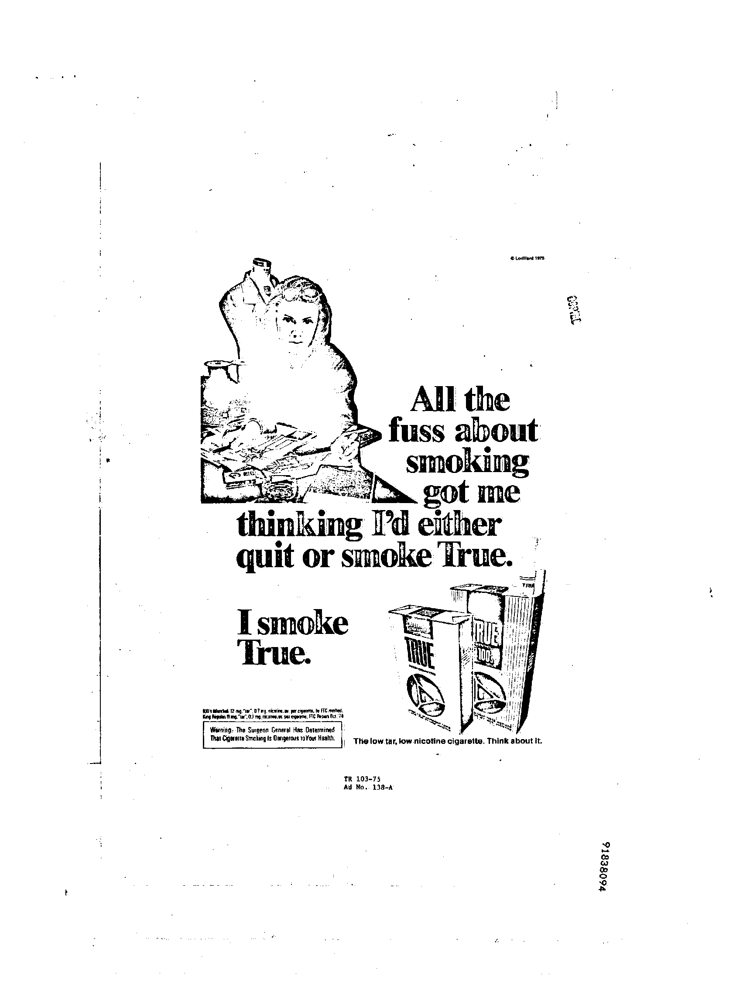 © Lorillard 1975
All the
fuss about
smoking
got me
thinking I'd either
quit or smoke True.
I smoke
True.
TRUE
TRUE
100's
100's Menthol: 12 mg. "tar", 0.7 mg. nicotine, av. per cigarette, by FTC method.
King Regular: 11 mg. "tar", 0.7 mg. nicotine, av. per cigarette, FTC Report Oct. '74
Warning: The Surgeon General Has Determined
That Cigarette Smoking Is Dangerous to Your Health.
The low tar, low nicotine cigarette. Think about it.
TR 103-75
Ad No. 138-A
91838094